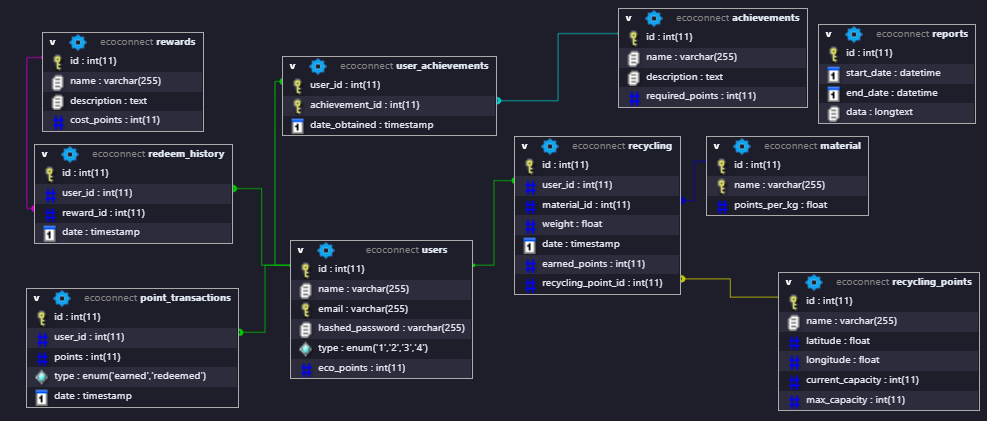 v ecoconnect rewards
id : int(11)
name : varchar(255)
description : text
cost_points : int(11)
v ecoconnect redeem_history
id : int(11)
user_id : int(11)
reward_id : int(11)
date : timestamp
v ecoconnect point_transactions
id : int(11)
user_id : int(11)
points : int(11)
type : enum('earned','redeemed')
date : timestamp
v ecoconnect user_achievements
user_id : int(11)
achievement_id : int(11)
date_obtained : timestamp
v ecoconnect users
id : int(11)
name : varchar(255)
email : varchar(255)
hashed_password : varchar(255)
type : enum('1','2','3','4')
eco_points : int(11)
v ecoconnect achievements
id : int(11)
name : varchar(255)
description : text
required_points : int(11)
v ecoconnect recycling
id : int(11)
user_id : int(11)
material_id : int(11)
weight : float
date : timestamp
earned_points : int(11)
recycling_point_id : int(11)
v ecoconnect reports
id : int(11)
start_date : datetime
end_date : datetime
data : longtext
v ecoconnect material
id : int(11)
name : varchar(255)
points_per_kg : float
v ecoconnect recycling_points
id : int(11)
name : varchar(255)
latitude : float
longitude : float
current_capacity : int(11)
max_capacity : int(11)